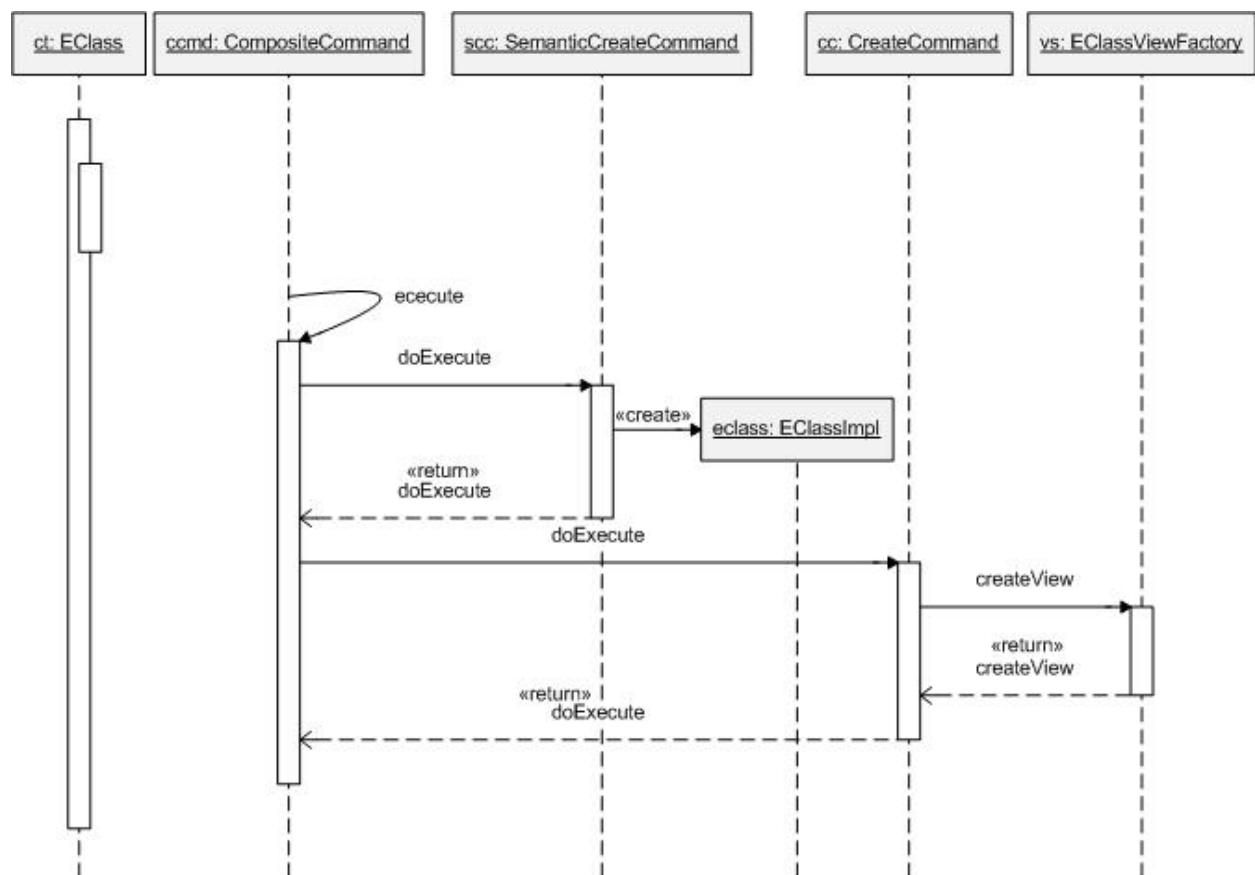 ct: EClass
ccmd: CompositeCommand
scc: SemanticCreateCommand
cc: CreateCommand
vs: EClassViewFactory
ececute
doExecute
«create»
eclass: EClassImpl
«return»
doExecute
doExecute
createView
«return»
createView
«return»
doExecute